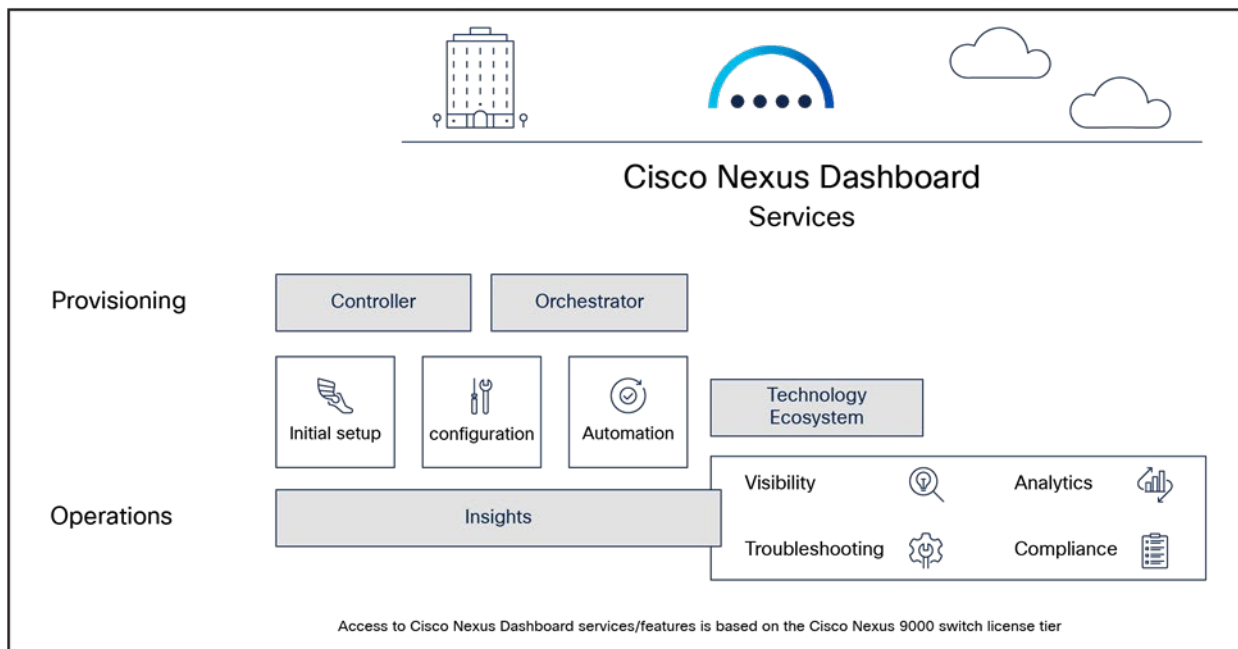 Cisco Nexus Dashboard
Services
Provisioning
Controller
Orchestrator
Initial setup
configuration
Automation
Technology
Ecosystem
Operations
Insights
Visibility
Analytics
Troubleshooting
Compliance
Access to Cisco Nexus Dashboard services/features is based on the Cisco Nexus 9000 switch license tier